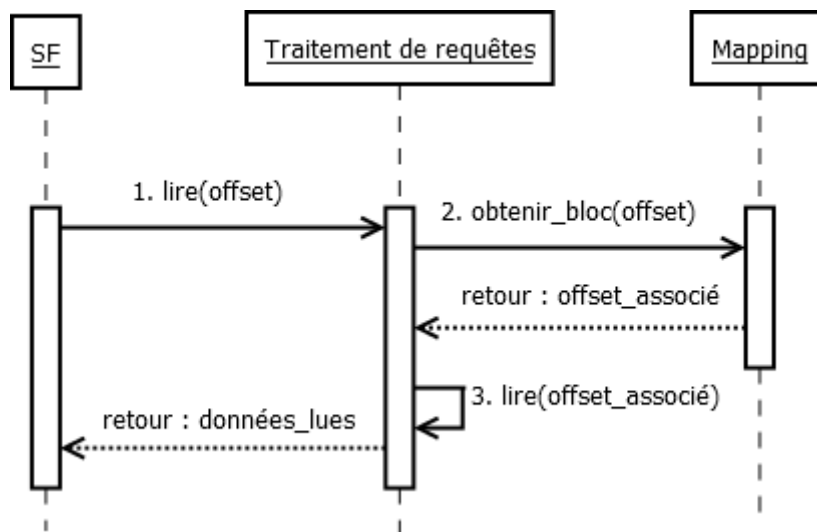 SF
Traitement de requêtes
Mapping
1. lire(offset)
2. obtenir_bloc(offset)
retour : offset_associé
3. lire(offset_associé)
retour : données_lues